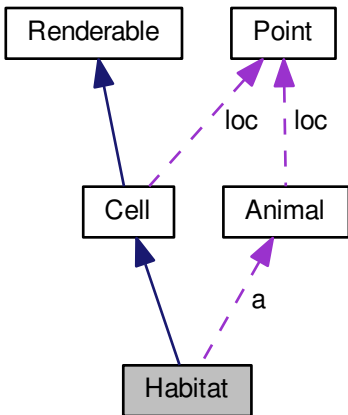 Renderable
Point
loc
loc
Cell
Animal
a
Habitat